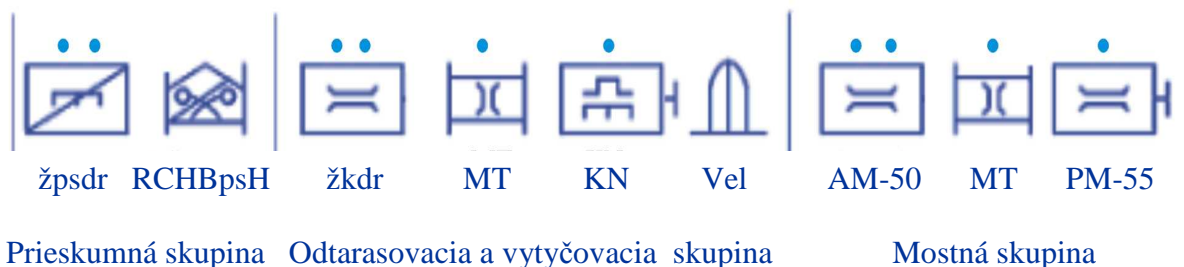 žpsdr RCHBpsH žkdr MT KN Vel AM-50 MT PM-55
Prieskumná skupina Odtarasovacia a vytyčovacia skupina Mostná skupina